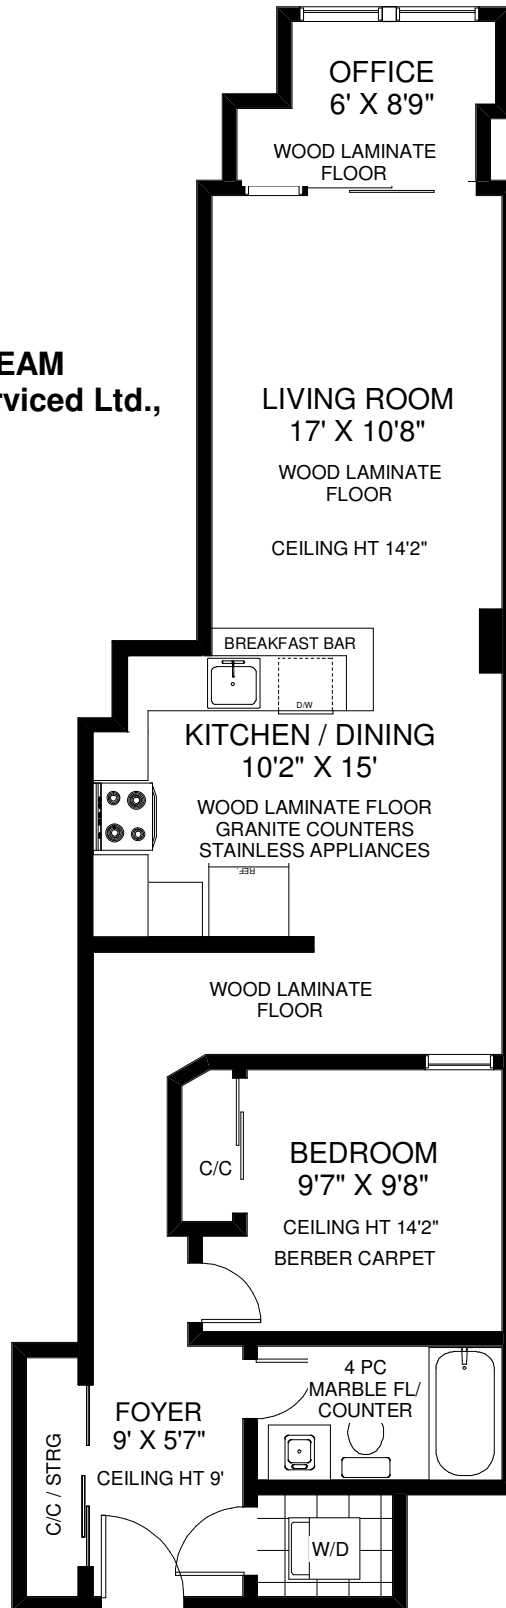 OFFICE
6' X 8'9"
WOOD LAMINATE
FLOOR
EAM
rviced Ltd.,
LIVING ROOM
17' X 10'8"
WOOD LAMINATE
FLOOR
CEILING HT 14'2"
BREAKFAST BAR
D/W
KITCHEN / DINING
10'2" X 15'
WOOD LAMINATE FLOOR
GRANITE COUNTERS
STAINLESS APPLIANCES
REF
WOOD LAMINATE
FLOOR
C/C
BEDROOM
9'7" X 9'8"
CEILING HT 14'2"
BERBER CARPET
4 PC
MARBLE FL/
COUNTER
FOYER
9' X 5'7"
CEILING HT 9'
C/C / STRG
W/D